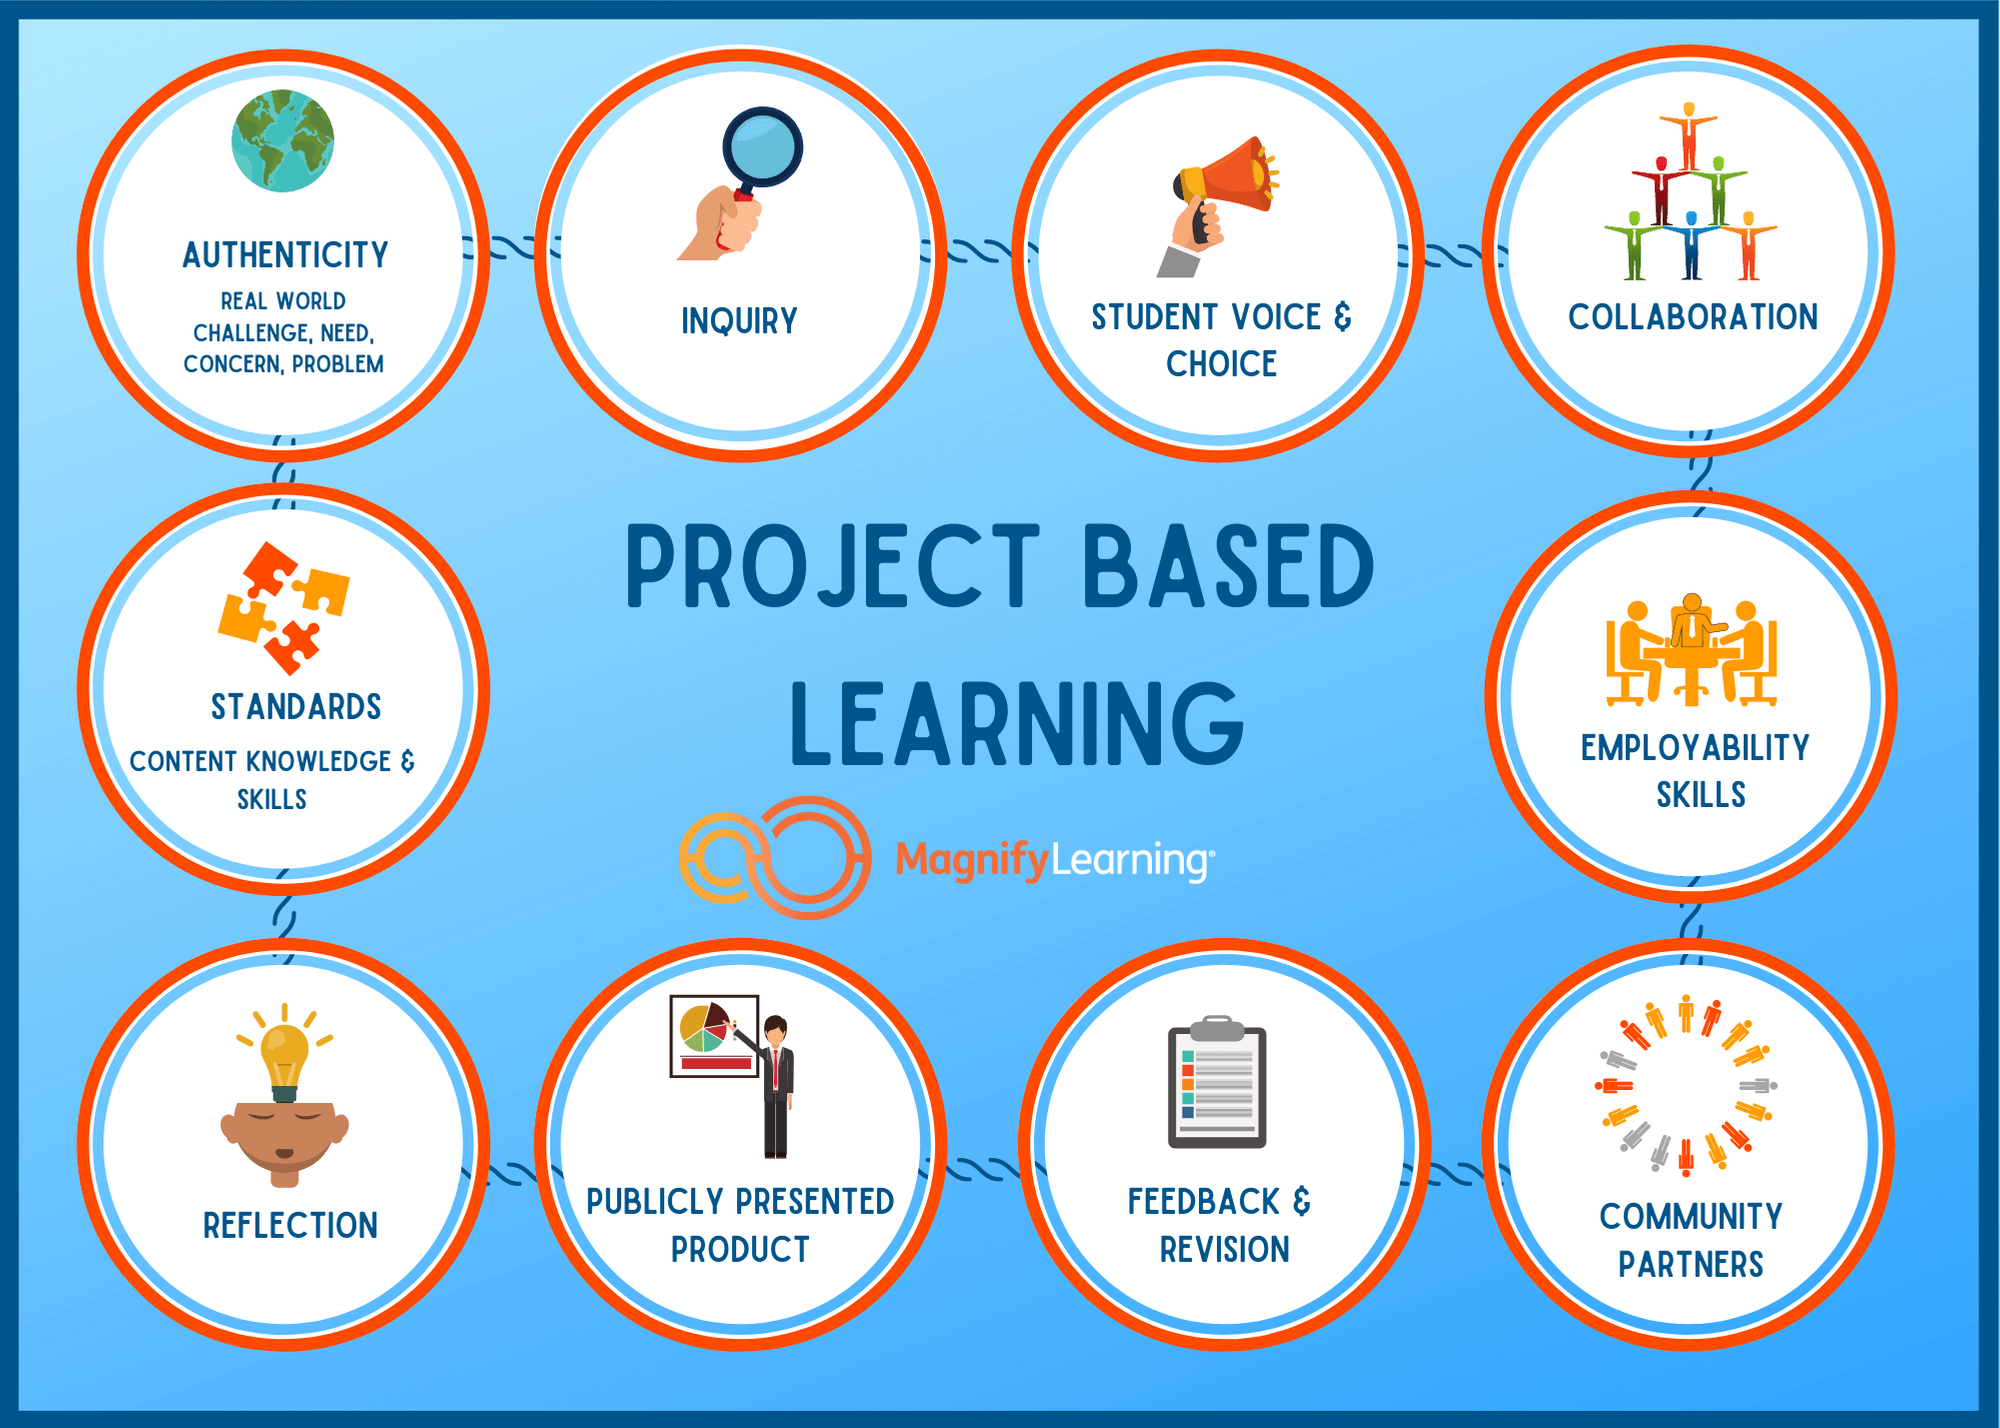 AUTHENTICITY
REAL WORLD
CHALLENGE, NEED,
CONCERN, PROBLEM
INQUIRY
STUDENT VOICE &
CHOICE
COLLABORATION
PROJECT BASED
LEARNING
MagnifyLearning®
STANDARDS
CONTENT KNOWLEDGE &
SKILLS
EMPLOYABILITY
SKILLS
REFLECTION
PUBLICLY PRESENTED
PRODUCT
FEEDBACK &
REVISION
COMMUNITY
PARTNERS